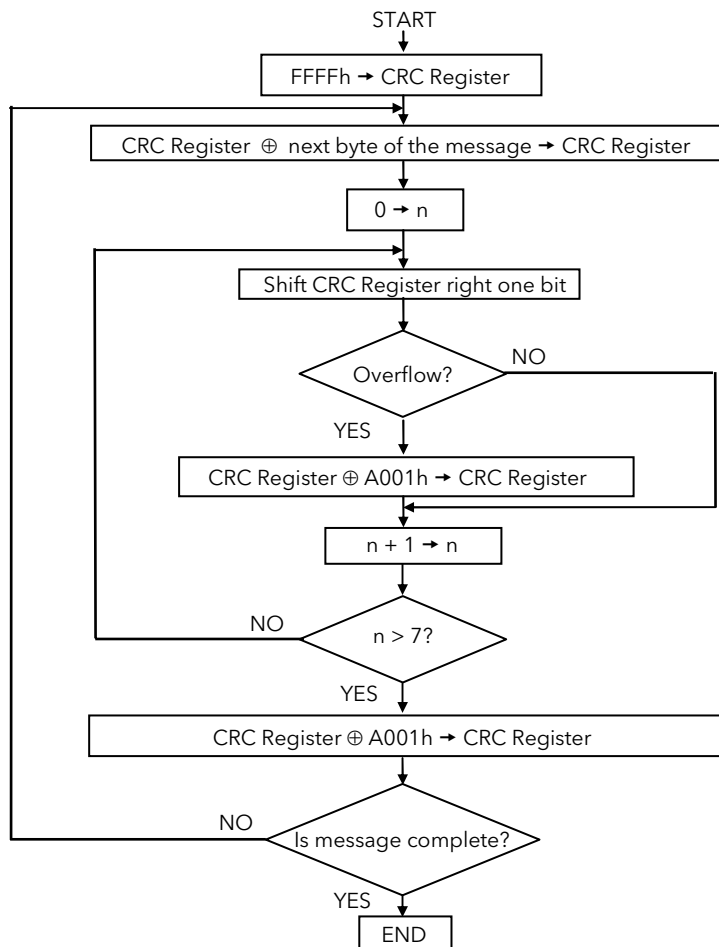 START
FFFFh → CRC Register
CRC Register ⊕ next byte of the message → CRC Register
0 → n
Shift CRC Register right one bit
Overflow?
NO
YES
CRC Register ⊕ A001h → CRC Register
n + 1 → n
n > 7?
NO
YES
CRC Register ⊕ A001h → CRC Register
Is message complete?
NO
YES
END